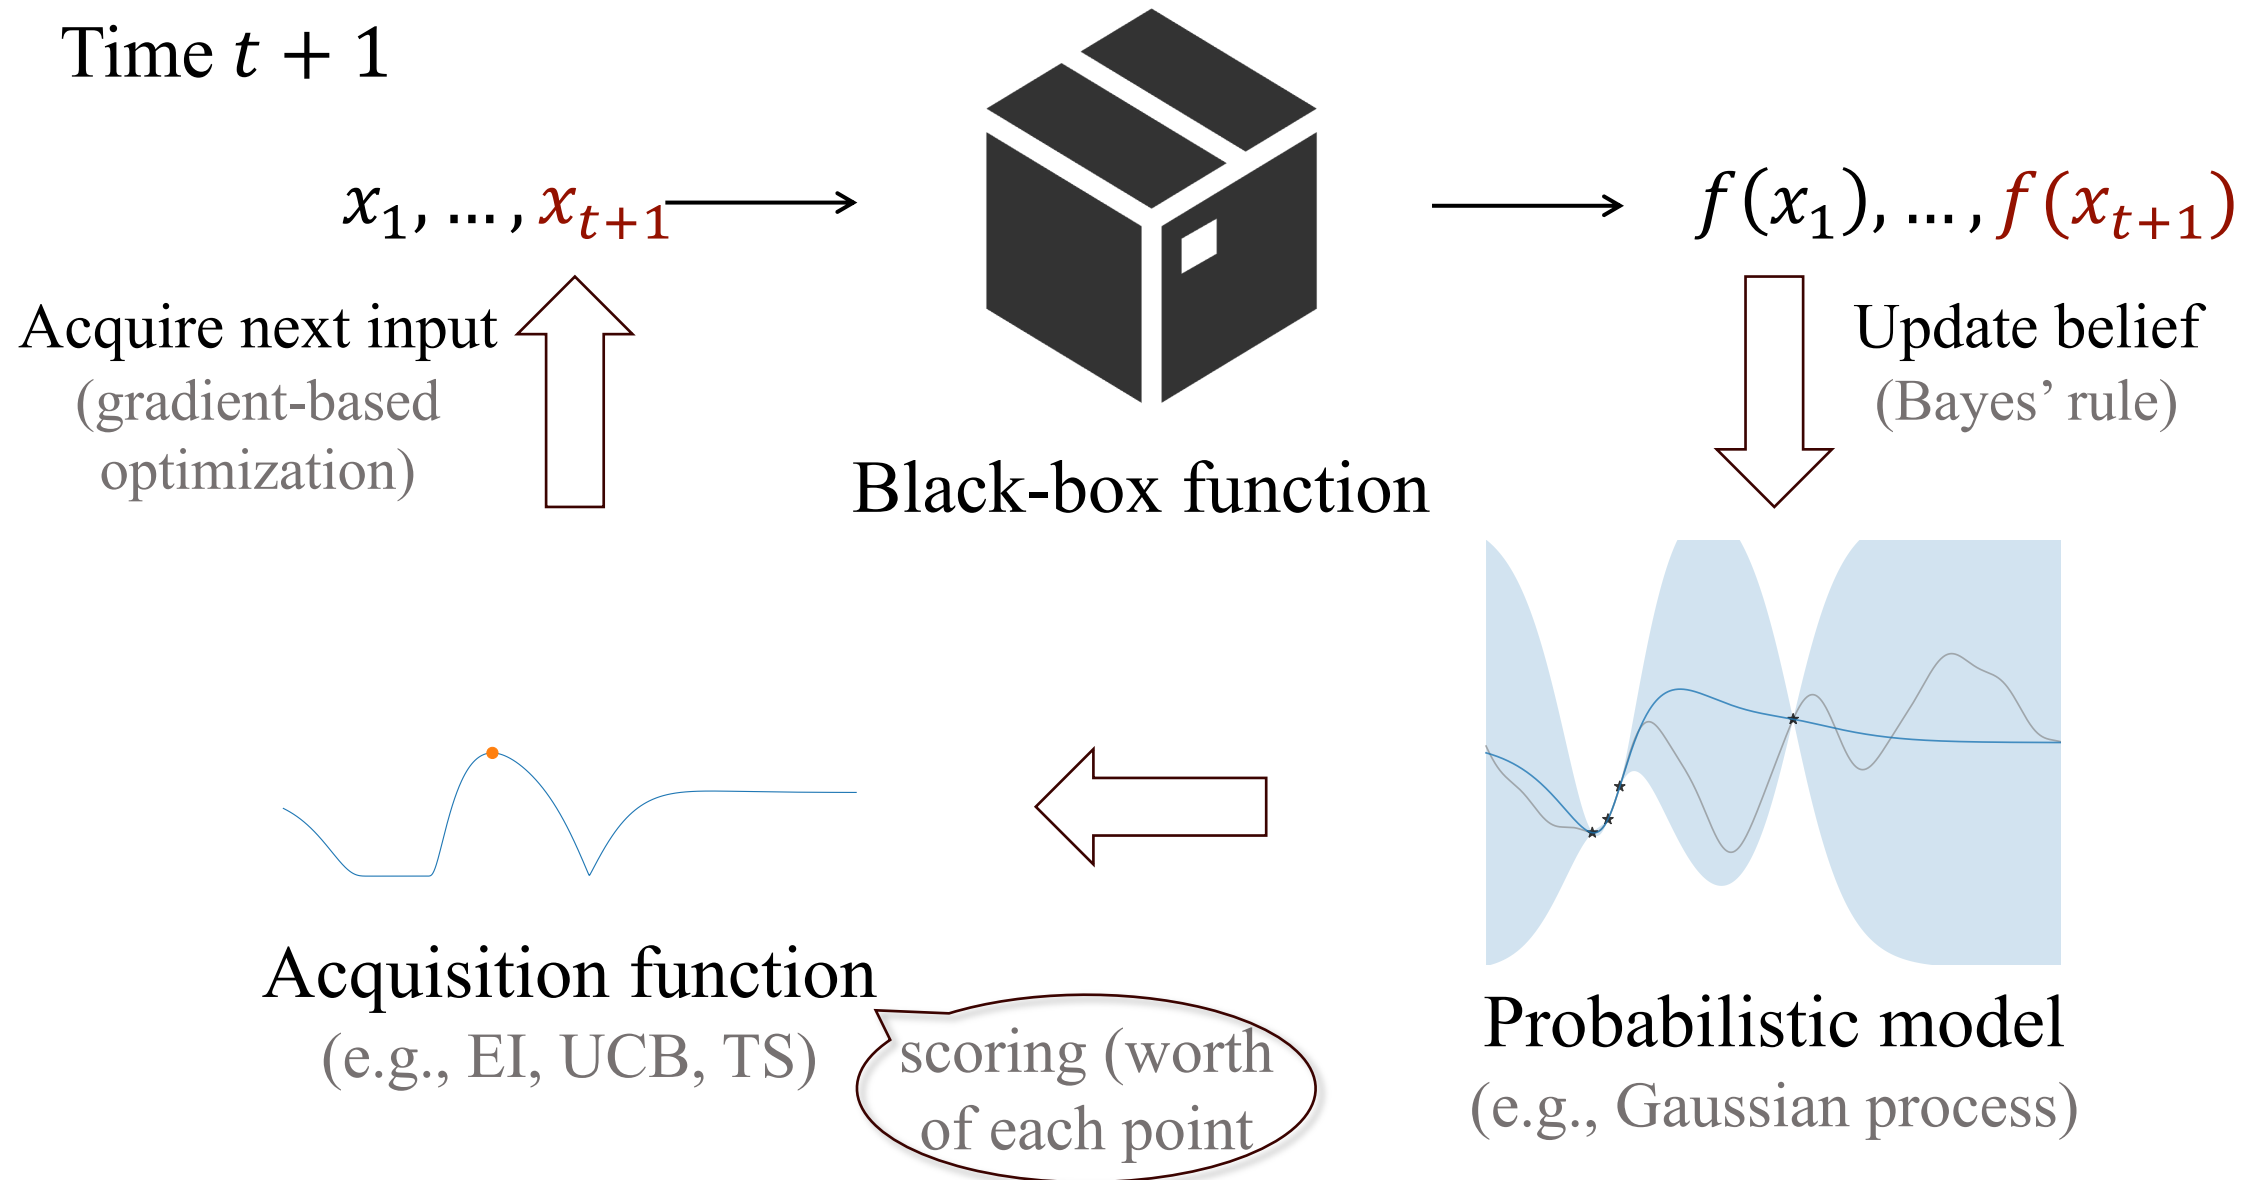 Time t + 1
x₁, … , xₜ₊₁
f(x₁), … , f(xₜ₊₁)
Acquire next input
(gradient-based
optimization)
Black-box function
Update belief
(Bayes’ rule)
Acquisition function
(e.g., EI, UCB, TS)
scoring (worth
of each point
Probabilistic model
(e.g., Gaussian process)